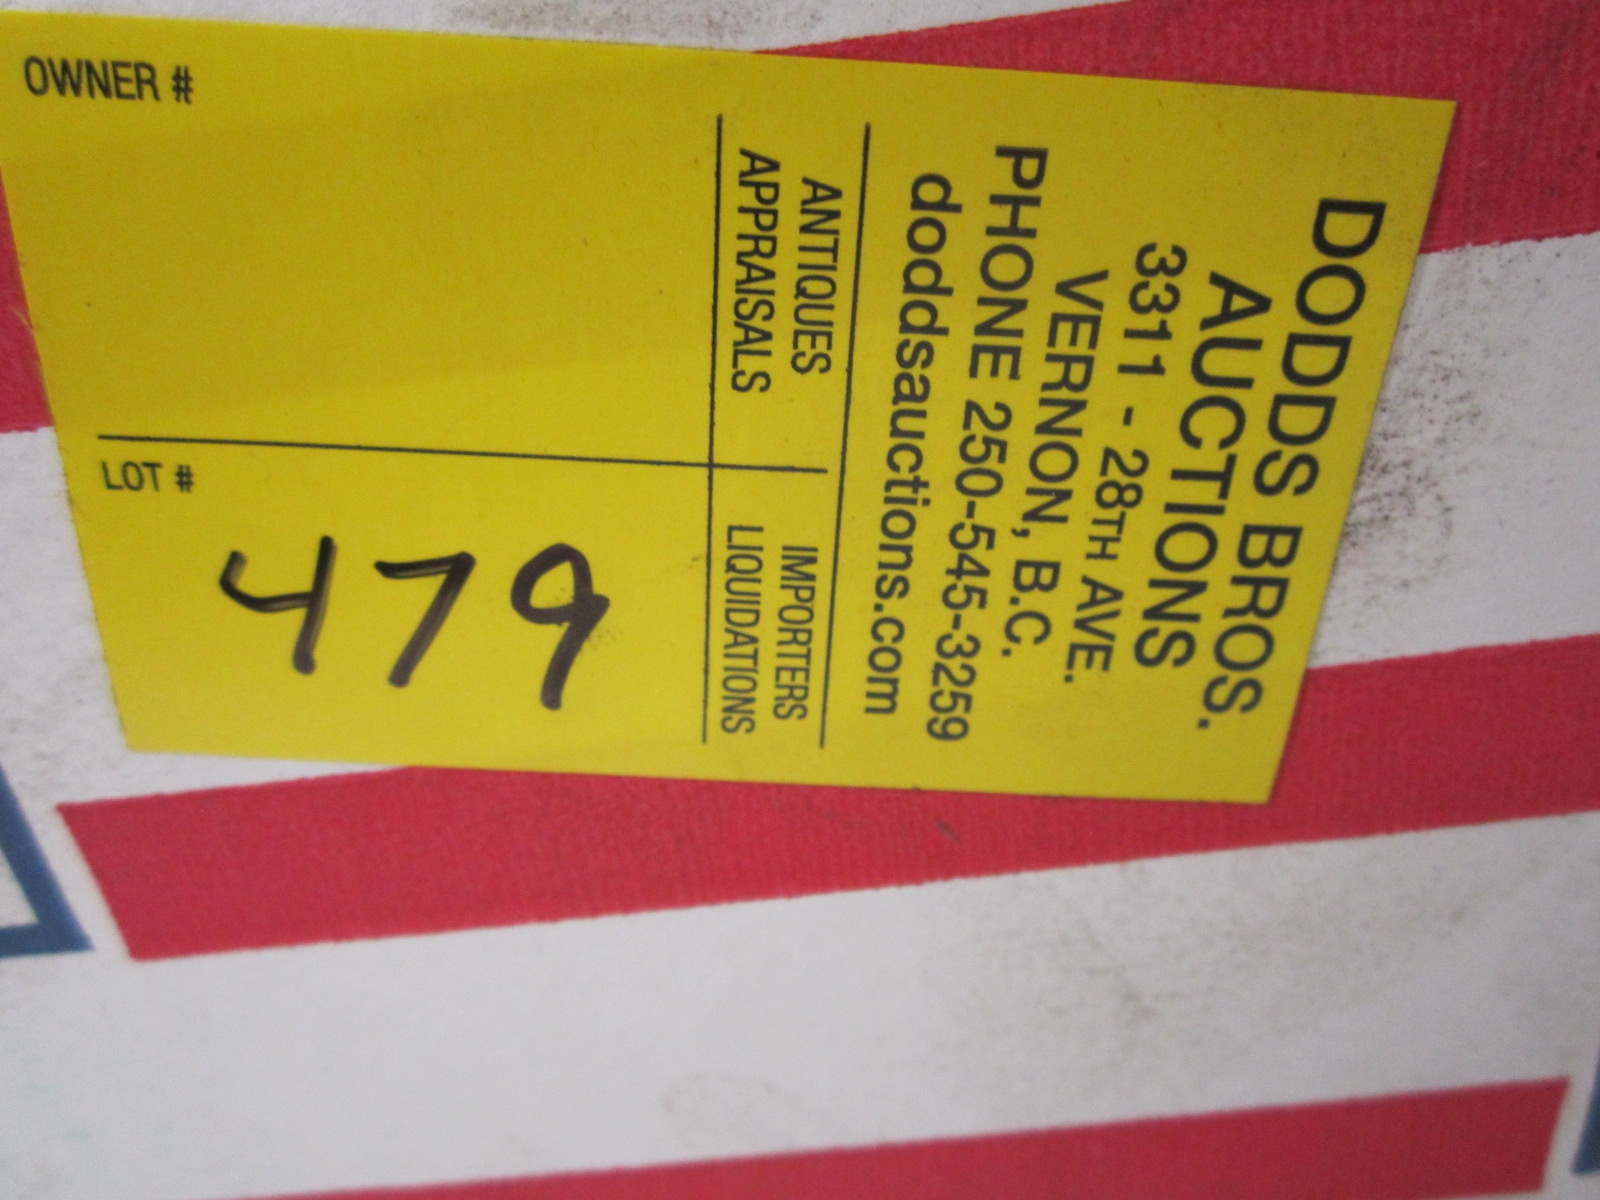 DODDS BROS.
AUCTIONS
3311 - 28TH AVE.
VERNON, B.C.
PHONE 250-545-3259
doddsauctions.com
ANTIQUES
APPRAISALS
IMPORTERS
LIQUIDATIONS
OWNER #
LOT #
479